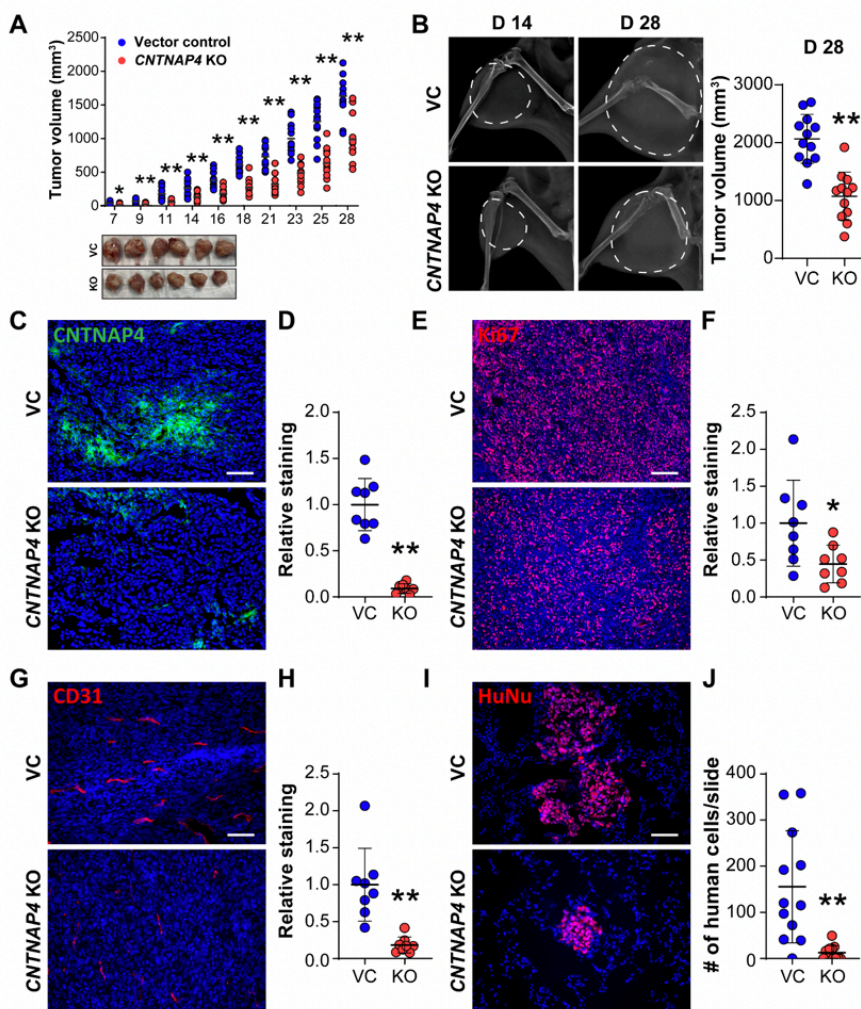 A
Tumor volume (mm³)
2500
2000
1500
1000
500
0
Vector control
CNTNAP4 KO
* ** ** ** ** ** ** ** ** **
7 9 11 14 16 18 21 23 25 28
VC
KO
B
D 14 D 28
VC
CNTNAP4 KO
D 28
Tumor volume (mm³)
3000
2000
1000
0
**
VC KO
C
CNTNAP4
VC
CNTNAP4 KO
D
Relative staining
2.0
1.5
1.0
0.5
0.0
**
VC KO
E
Ki67
VC
CNTNAP4 KO
F
Relative staining
2.5
2.0
1.5
1.0
0.5
0.0
*
VC KO
G
CD31
VC
CNTNAP4 KO
H
Relative staining
2.5
2.0
1.5
1.0
0.5
0.0
**
VC KO
I
HuNu
VC
CNTNAP4 KO
J
# of human cells/slide
400
300
200
100
0
**
VC KO